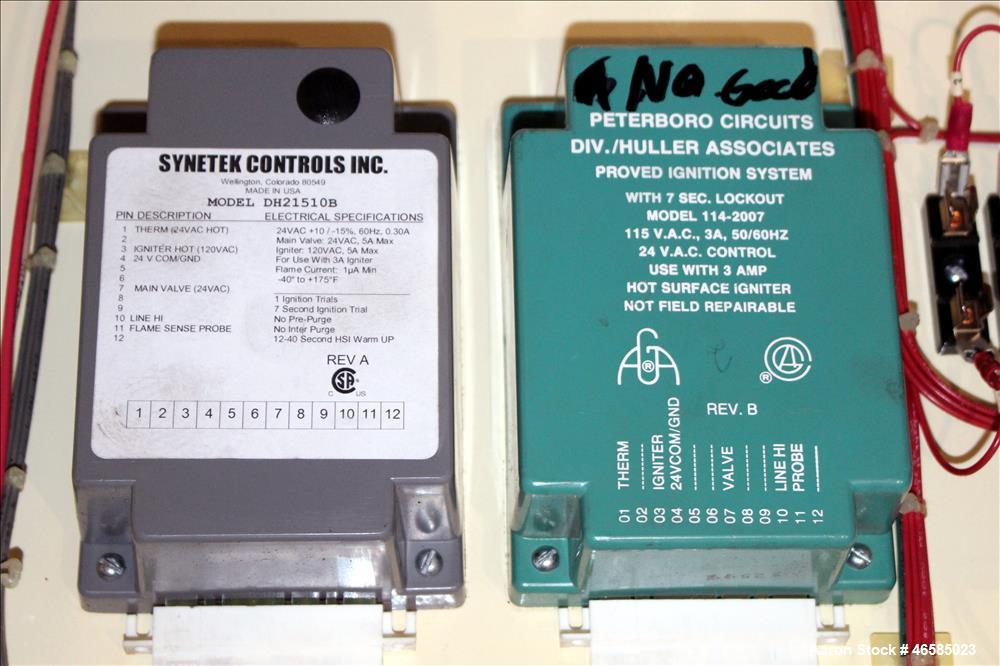 SYNETEK CONTROLS INC.
Wellington, Colorado 80549
MADE IN USA
MODEL DH21510B
PIN DESCRIPTION
1 THERM (24VAC HOT)
2
3 IGNITER HOT (120VAC)
4 24 V COM/GND
5
6
7 MAIN VALVE (24VAC)
8
9
10 LINE HI
11 FLAME SENSE PROBE
12
ELECTRICAL SPECIFICATIONS
24VAC +10 / -15%, 60Hz, 0.30A
Main Valve: 24VAC, 5A Max
Igniter: 120VAC, 5A Max
For Use With 3A Igniter
Flame Current: 1µA Min
-40° to +175°F
1 Ignition Trials
7 Second Ignition Trial
No Pre-Purge
No Inter Purge
12-40 Second HSI Warm UP
REV A
CSA
C US
1 2 3 4 5 6 7 8 9 10 11 12
No Good
PETERBORO CIRCUITS
DIV./HULLER ASSOCIATES
PROVED IGNITION SYSTEM
WITH 7 SEC. LOCKOUT
MODEL 114-2007
115 V.A.C., 3A, 50/60HZ
24 V.A.C. CONTROL
USE WITH 3 AMP
HOT SURFACE IGNITER
NOT FIELD REPAIRABLE
AGA ®
®
REV. B
01 THERM
02
03 IGNITER
04 24VCOM/GND
05
06
07 VALVE
08
09
10 LINE HI
11 PROBE
12
Aaron Stock # 46585023